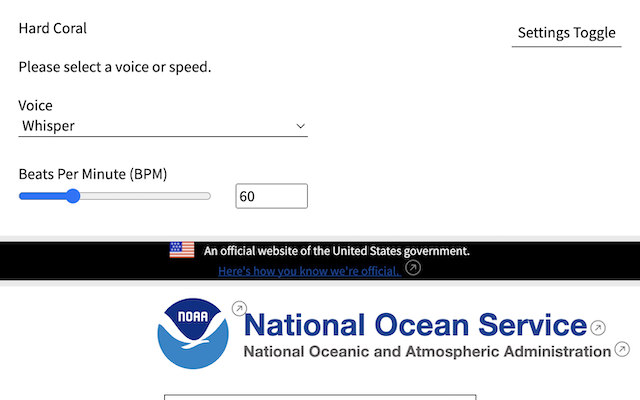 Hard Coral
Settings Toggle
Please select a voice or speed.
Voice
Whisper
Beats Per Minute (BPM)
60
An official website of the United States government.
Here's how you know we're official.
NOAA
National Ocean Service
National Oceanic and Atmospheric Administration